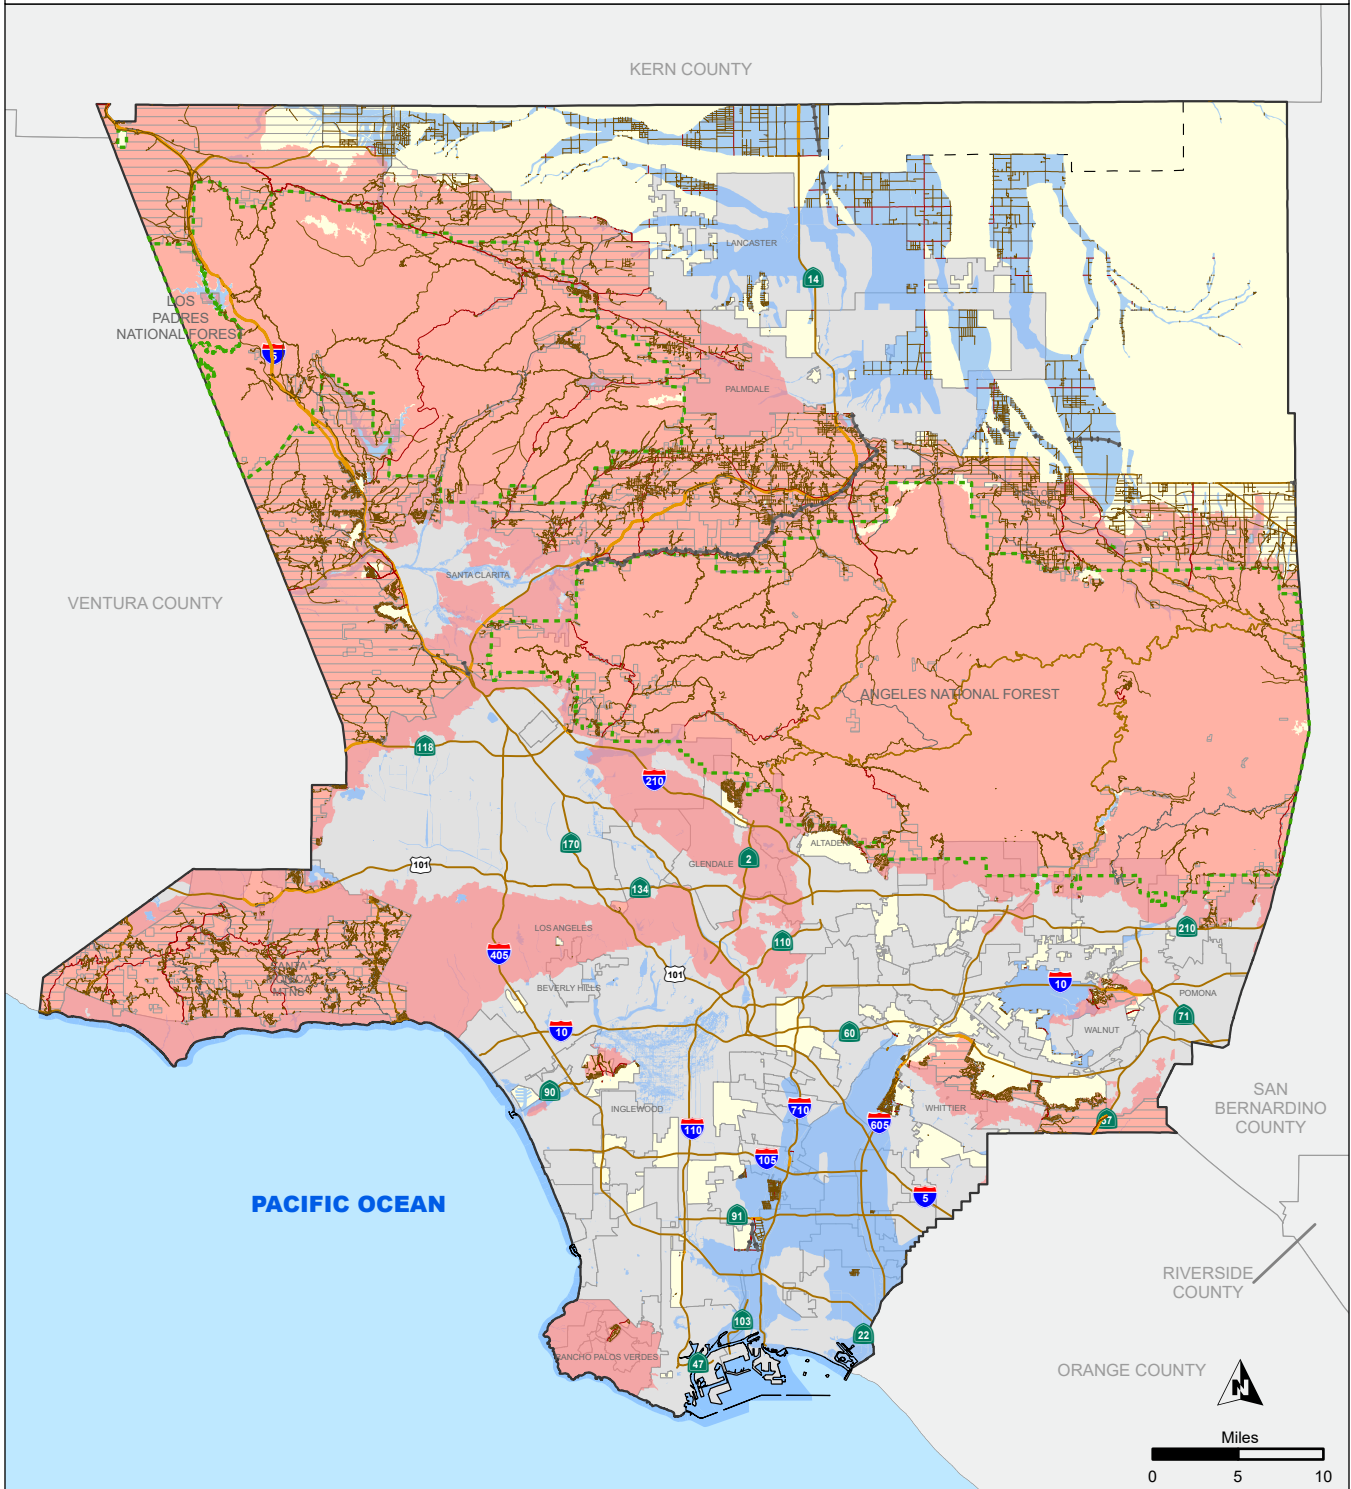 KERN COUNTY
LANCASTER
14
LOS
PADRES
NATIONAL FOREST
5
PALMDALE
SANTA CLARITA
VENTURA COUNTY
ANGELES NATIONAL FOREST
118
210
170
ALTADENA
101
GLENDALE
2
134
LOS ANGELES
110
210
405
SANTA
MONICA
MTNS
101
10
BEVERLY HILLS
POMONA
71
10
60
WALNUT
90
INGLEWOOD
710
WHITTIER
SAN
BERNARDINO
COUNTY
110
605
57
105
5
PACIFIC OCEAN
91
RIVERSIDE
COUNTY
103
22
RANCHO PALOS VERDES
47
ORANGE COUNTY
N
Miles
0 5 10